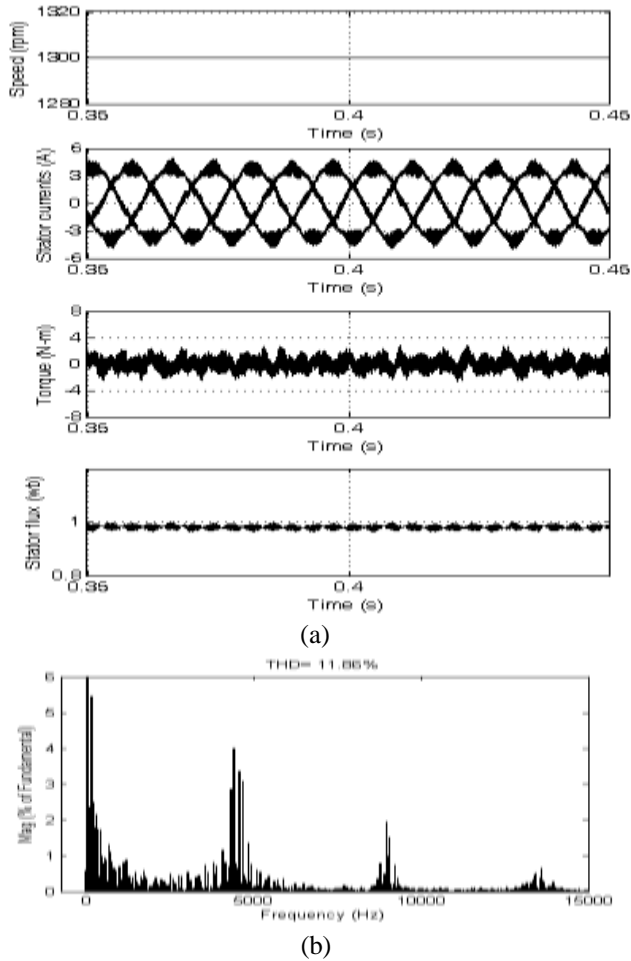 1320
Speed (rpm)
1300
1280
0.35
0.4
0.45
Time (s)
6
Stator currents (A)
3
0
-3
-6
0.35
0.4
0.45
Time (s)
8
Torque (N-m)
4
0
-4
-8
0.35
0.4
Time (s)
Stator flux (wb)
1
0.8
0.35
0.4
Time (s)
(a)
THD= 11.86%
Mag (% of Fundamental)
6
5
4
3
2
1
0
0
5000
10000
15000
Frequency (Hz)
(b)